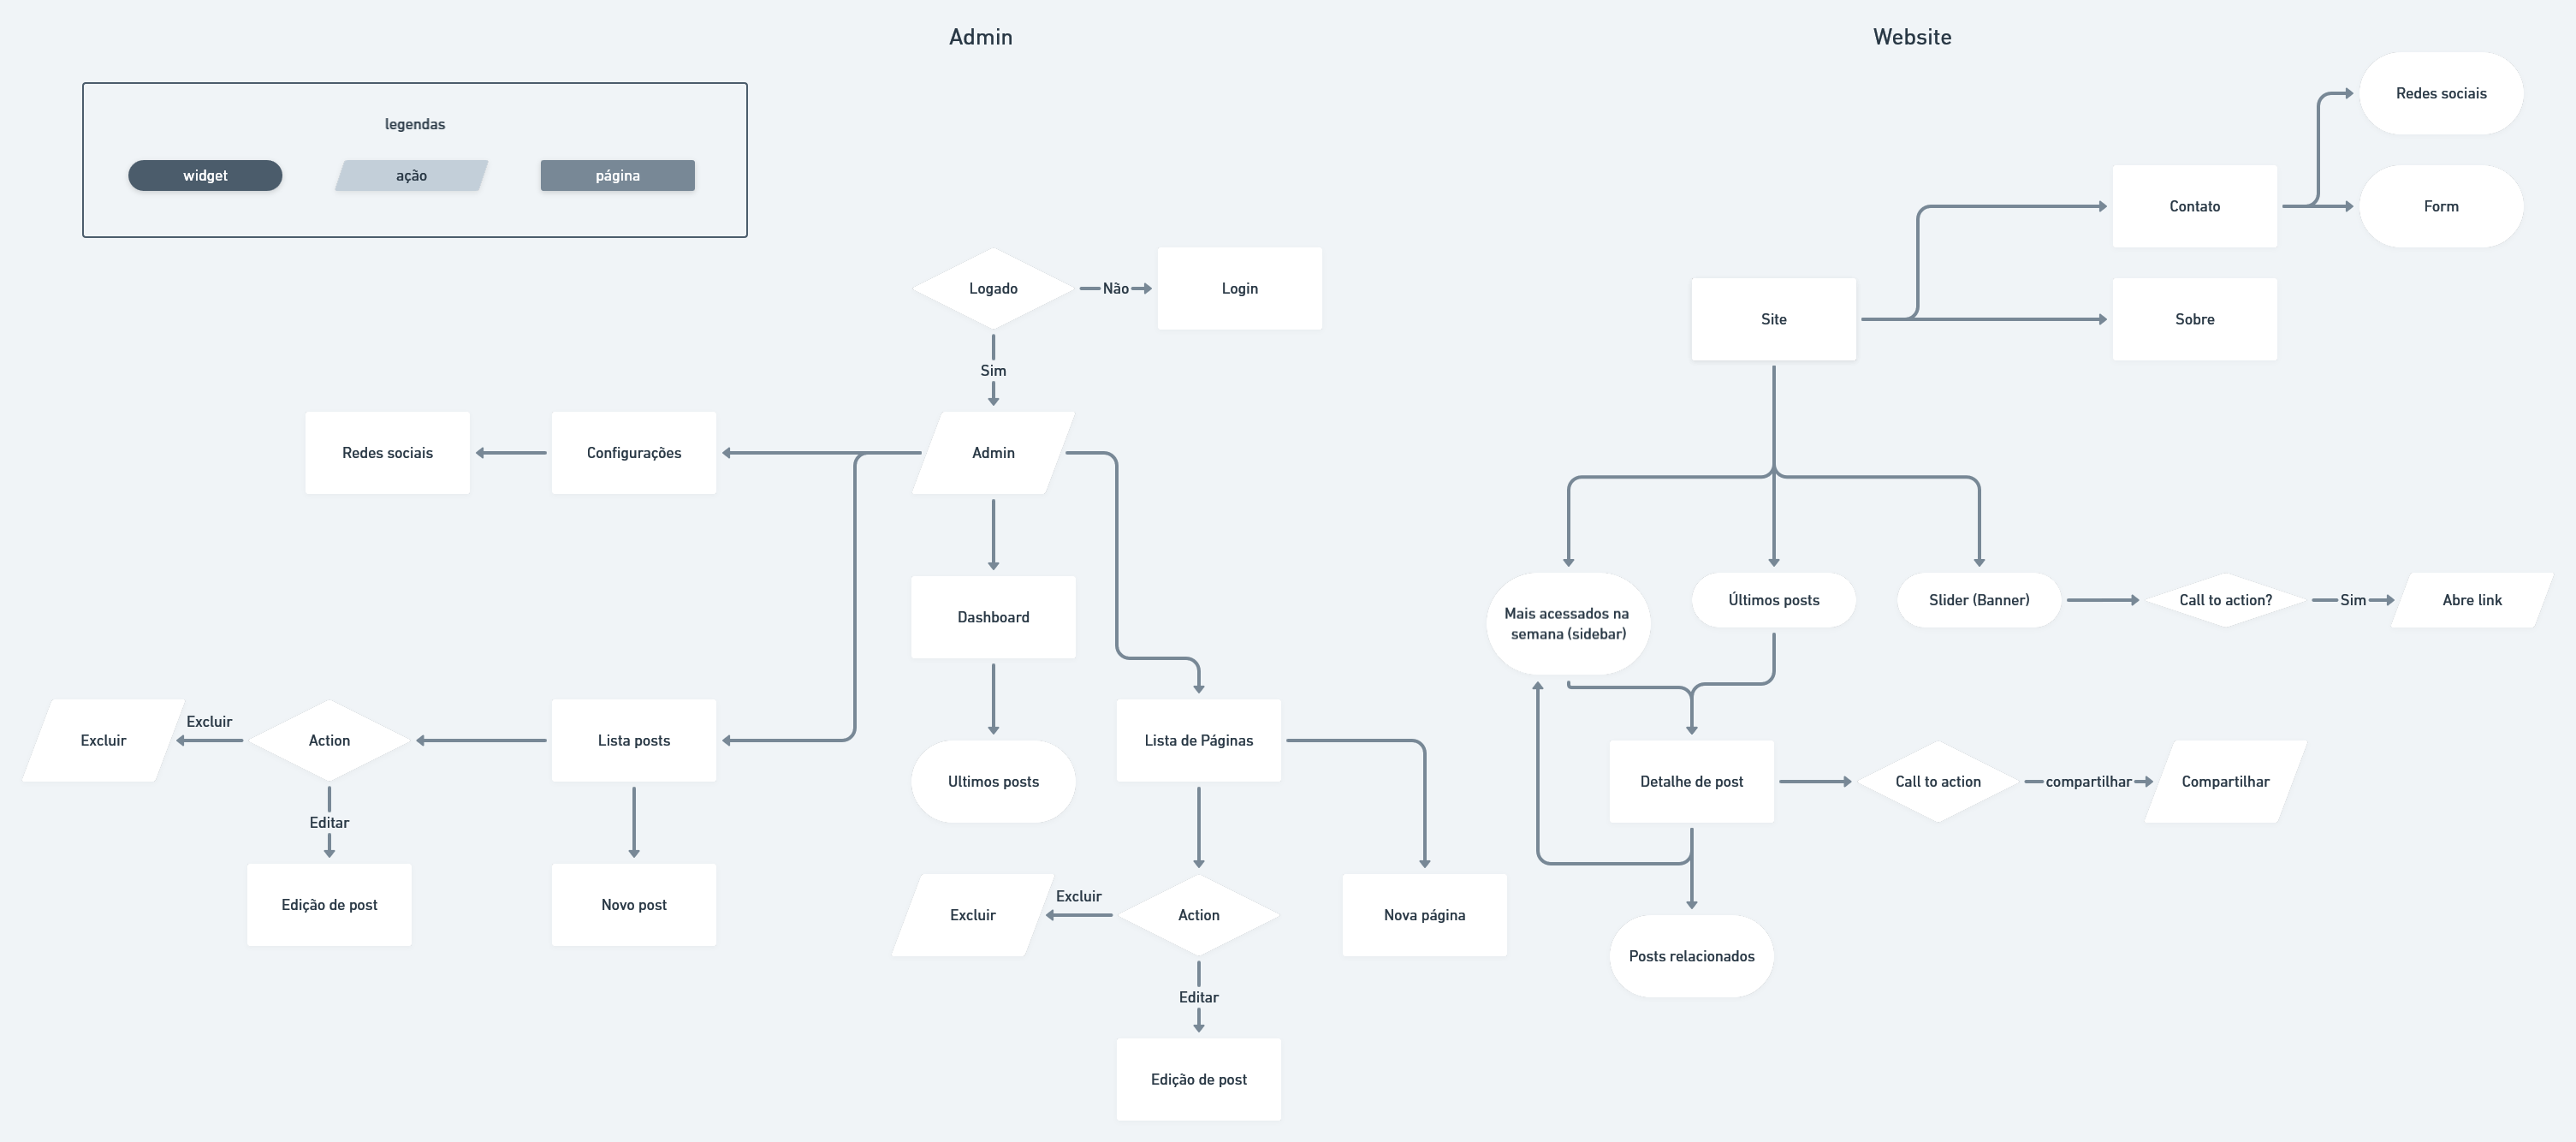 Admin
Website
legendas
widget
ação
página
Redes sociais
Contato
Form
Logado
Não
Login
Site
Sobre
Sim
Redes sociais
Configurações
Admin
Dashboard
Mais acessados na
semana (sidebar)
Últimos posts
Slider (Banner)
Call to action?
Sim
Abre link
Excluir
Excluir
Action
Lista posts
Ultimos posts
Lista de Páginas
Detalhe de post
Call to action
compartilhar
Compartilhar
Editar
Edição de post
Novo post
Excluir
Excluir
Action
Nova página
Posts relacionados
Editar
Edição de post